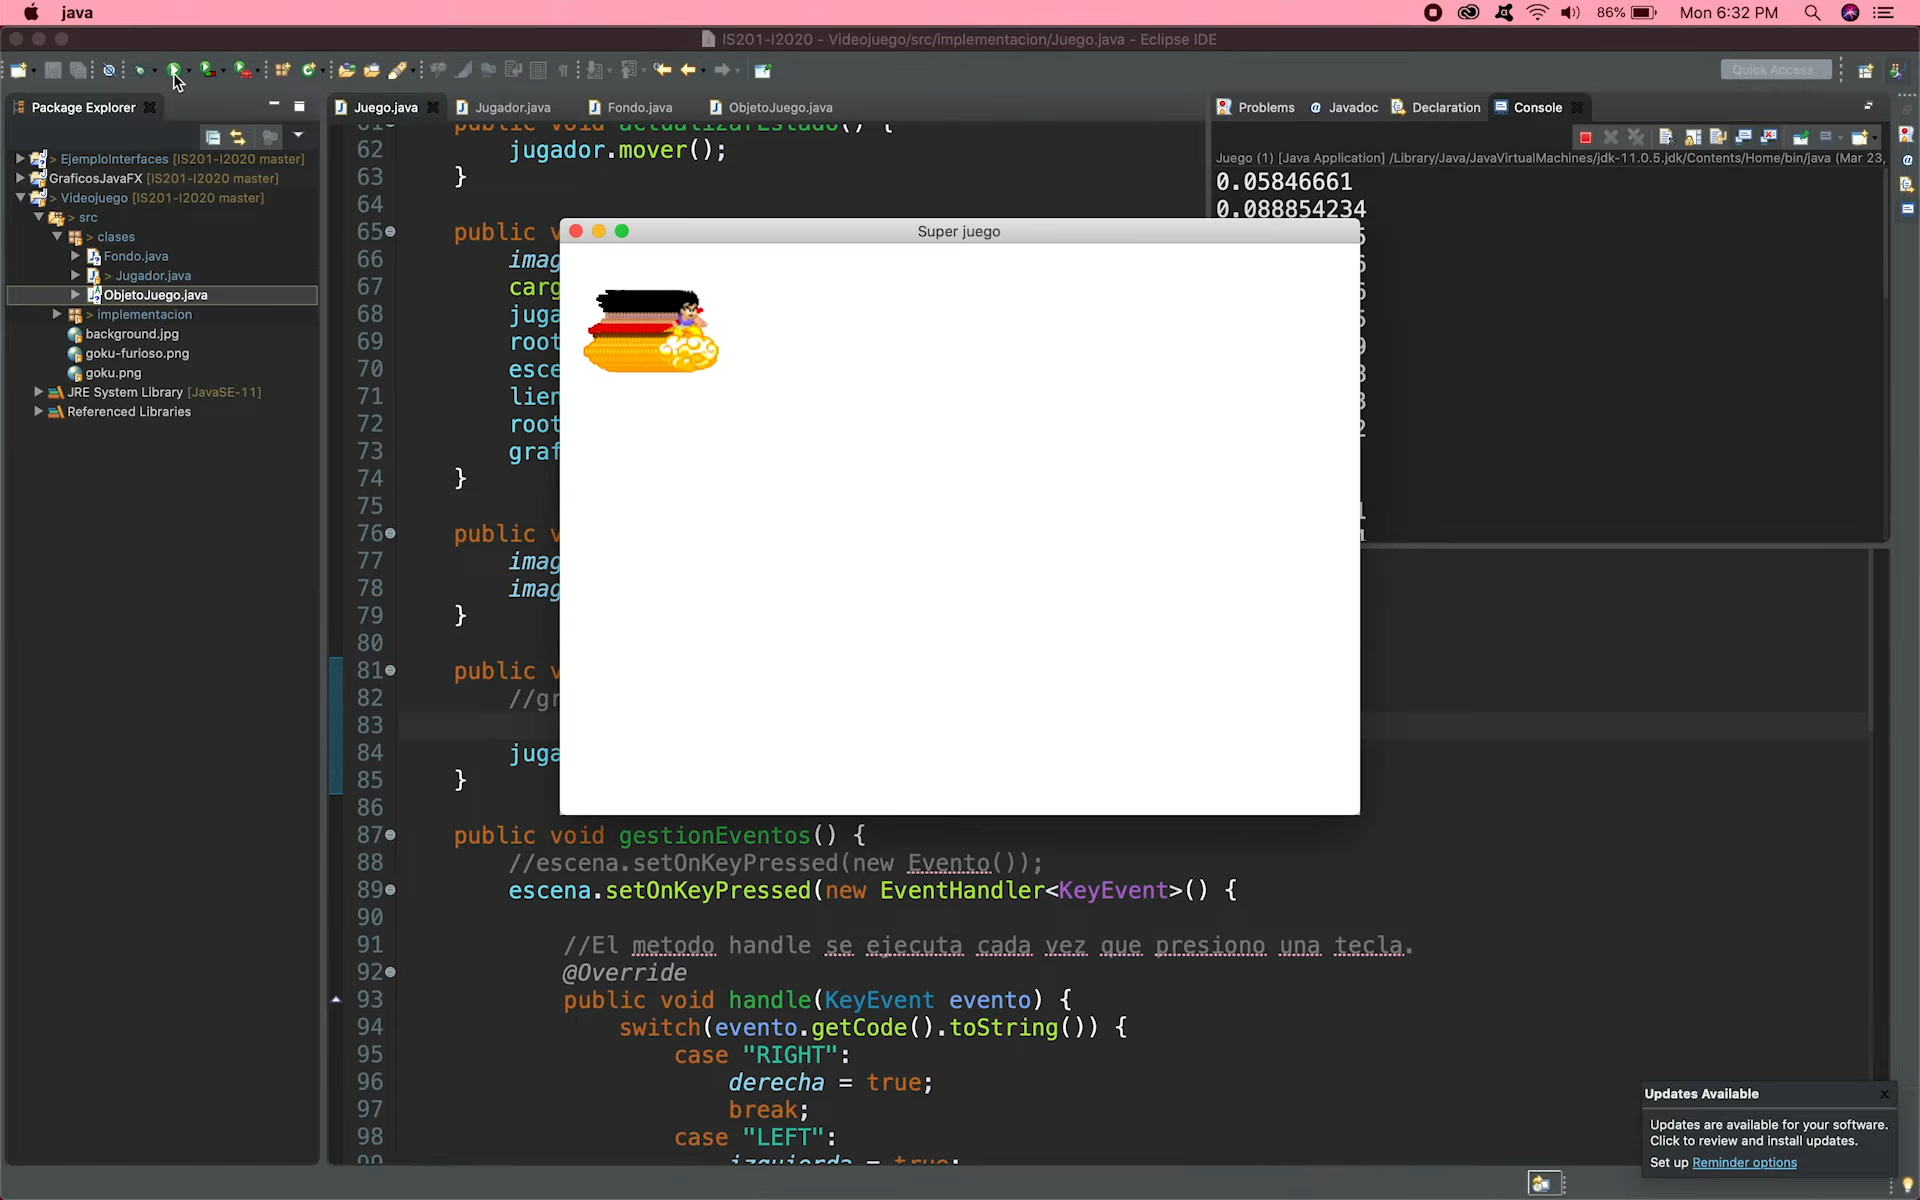 java
86%
Mon 6:32 PM
IS201-I2020 - Videojuego/src/implementacion/Juego.java - Eclipse IDE
Quick Access
Package Explorer
Juego.java
Jugador.java
Fondo.java
ObjetoJuego.java
Problems
Javadoc
Declaration
Console
> EjemploInterfaces [IS201-I2020 master]
GraficosJavaFX [IS201-I2020 master]
> Videojuego [IS201-I2020 master]
> src
> clases
Fondo.java
> Jugador.java
ObjetoJuego.java
> implementacion
background.jpg
goku-furioso.png
goku.png
JRE System Library [JavaSE-11]
Referenced Libraries
Juego (1) [Java Application] /Library/Java/JavaVirtualMachines/jdk-11.0.5.jdk/Contents/Home/bin/java (Mar 23,
0.05846661
0.088854234
Super juego
61 public void actualizarEstado() {
62 jugador.mover();
63 }
64
65 public v
66 imag
67 carg
68 juga
69 root
70 esce
71 lien
72 root
73 graf
74 }
75
76 public v
77 imag
78 imag
79 }
80
81 public v
82 //gr
83
84 juga
85 }
86
87 public void gestionEventos() {
88 //escena.setOnKeyPressed(new Evento());
89 escena.setOnKeyPressed(new EventHandler<KeyEvent>() {
90
91 //El metodo handle se ejecuta cada vez que presiono una tecla.
92 @Override
93 public void handle(KeyEvent evento) {
94 switch(evento.getCode().toString()) {
95 case "RIGHT":
96 derecha = true;
97 break;
98 case "LEFT":
99 izquierda = true;
Updates Available
Updates are available for your software.
Click to review and install updates.
Set up Reminder options